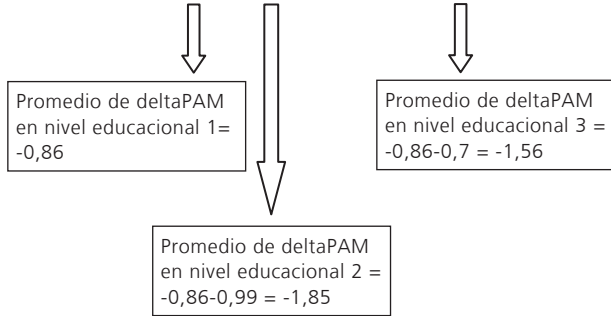 Promedio de deltaPAM
en nivel educacional 1=
-0,86
Promedio de deltaPAM
en nivel educacional 3 =
-0,86-0,7 = -1,56
Promedio de deltaPAM
en nivel educacional 2 =
-0,86-0,99 = -1,85